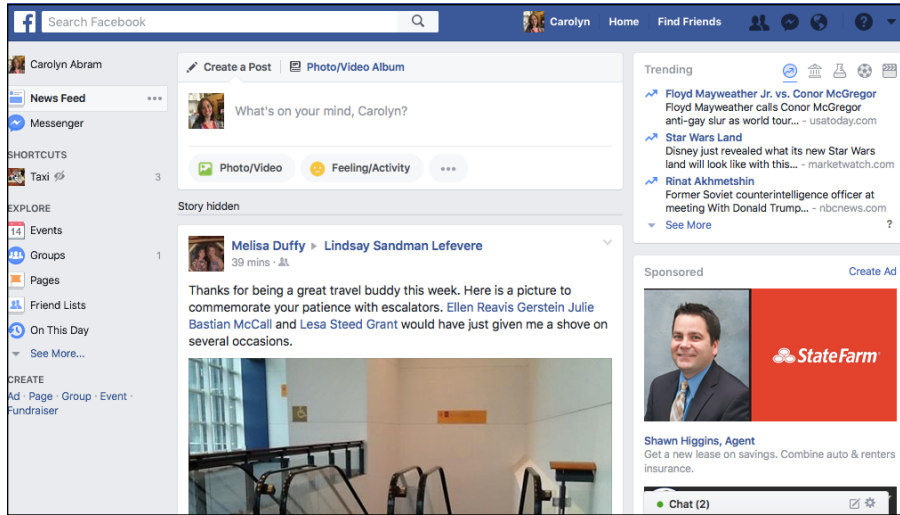 Search Facebook
Carolyn Home Find Friends
Carolyn Abram
News Feed
Messenger
SHORTCUTS
Taxi 3
EXPLORE
14 Events
Groups 1
Pages
Friend Lists
On This Day
See More...
CREATE
Ad · Page · Group · Event ·
Fundraiser
Create a Post Photo/Video Album
What's on your mind, Carolyn?
Photo/Video Feeling/Activity
Story hidden
Melisa Duffy ▸ Lindsay Sandman Lefevere
39 mins ·
Thanks for being a great travel buddy this week. Here is a picture to
commemorate your patience with escalators. Ellen Reavis Gerstein Julie
Bastian McCall and Lesa Steed Grant would have just given me a shove on
several occasions.
Trending
Floyd Mayweather Jr. vs. Conor McGregor
Floyd Mayweather calls Conor McGregor
anti-gay slur as world tour... - usatoday.com
Star Wars Land
Disney just revealed what its new Star Wars
land will look like with this... - marketwatch.com
Rinat Akhmetshin
Former Soviet counterintelligence officer at
meeting With Donald Trump... - nbcnews.com
See More ?
Sponsored Create Ad
StateFarm
Shawn Higgins, Agent
Get a new lease on savings. Combine auto & renters
insurance.
Chat (2)